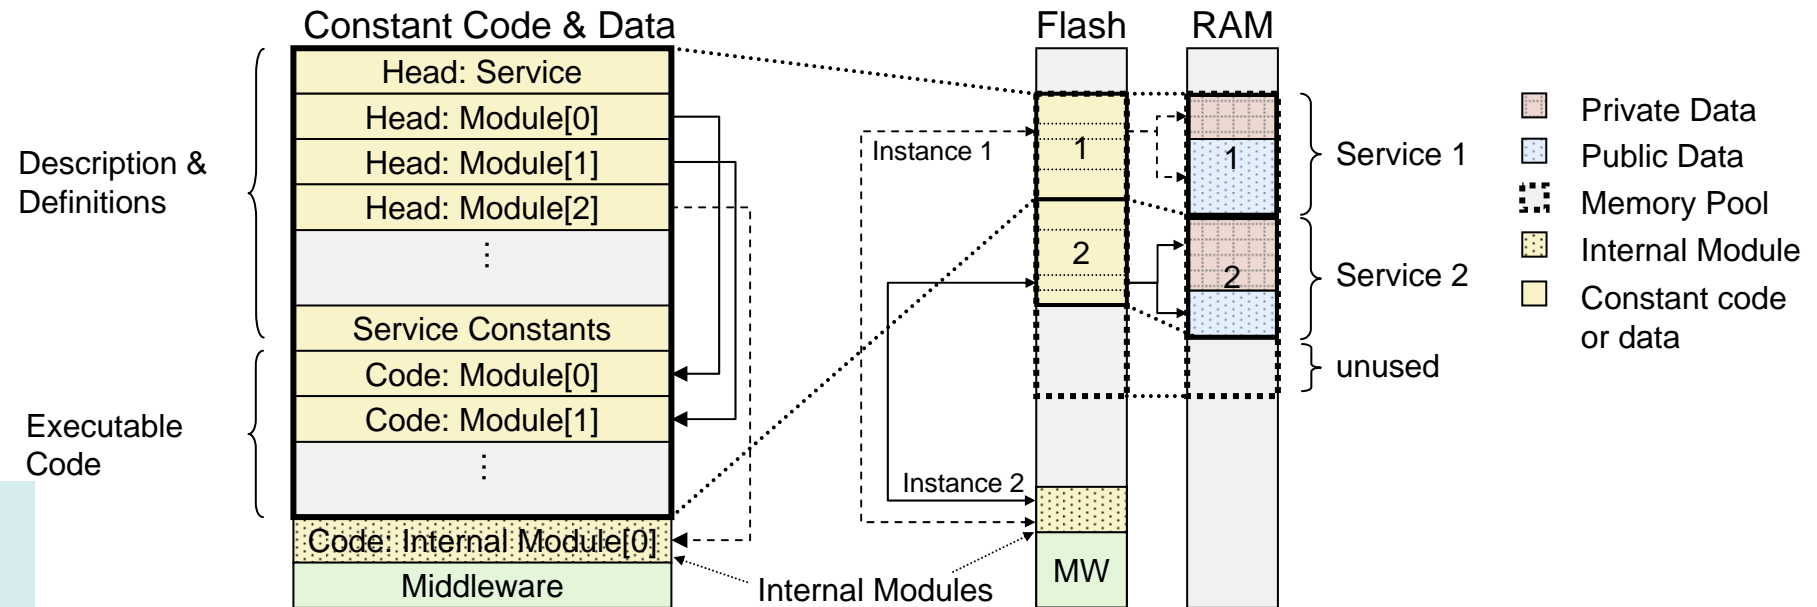 Constant Code & Data
Head: Service
Head: Module[0]
Head: Module[1]
Head: Module[2]
⋮
Service Constants
Code: Module[0]
Code: Module[1]
⋮
Code: Internal Module[0]
Middleware
Description &
Definitions
Executable
Code
Internal Modules
Flash
RAM
Instance 1
1
2
Instance 2
MW
1
2
Service 1
Service 2
unused
Private Data
Public Data
Memory Pool
Internal Module
Constant code
or data